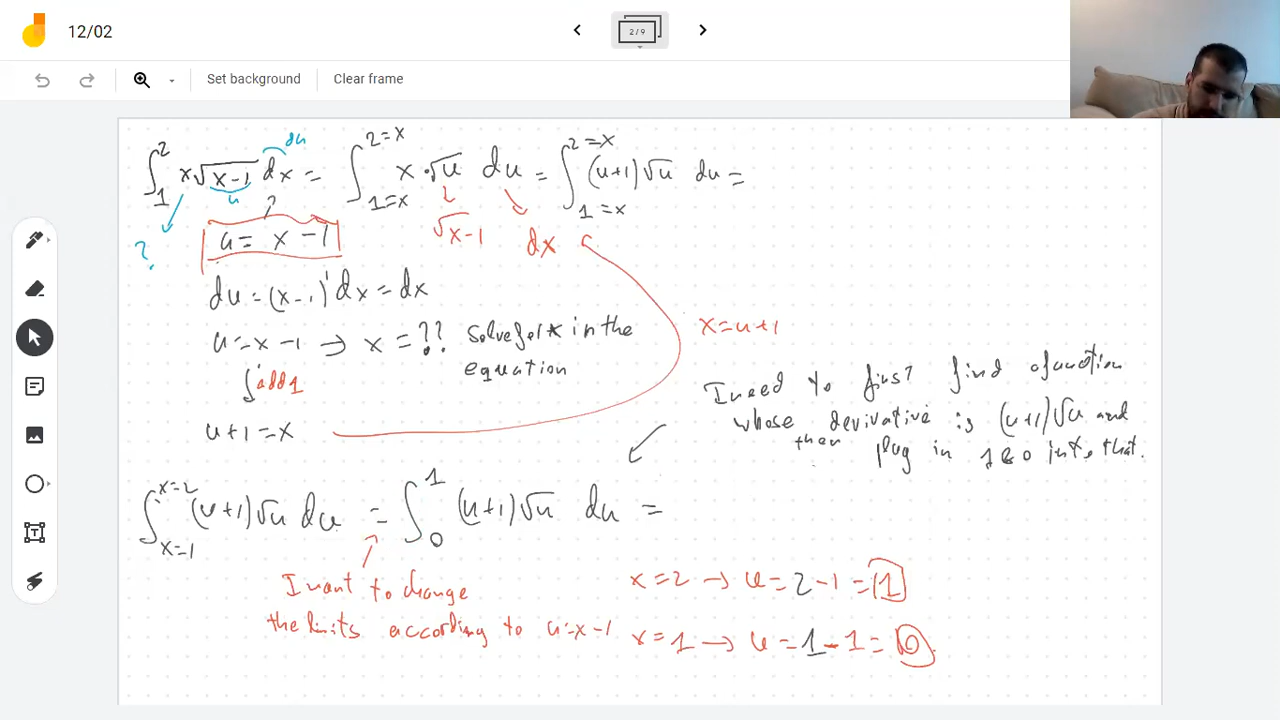 12/02
2/9
Set background
Clear frame
∫₁² x√(x-1) dx = ∫_{1=x}^{2=x} x·√u du = ∫_{1=x}^{2=x} (u+1)√u du =
du
u
?
?
u = x - 1
√(x-1)
dx
du = (x-1)' dx = dx
u = x - 1 → x = ?? solve for x in the
equation
x = u+1
add 1
u+1 = x
I need to first find a function
whose derivative is (u+1)√u and
then plug in 1 & 0 into that.
∫_{x=1}^{x=2} (u+1)√u du = ∫₀¹ (u+1)√u du =
I want to change
the limits according to u=x-1
x=2 → u = 2-1 = 1
x=1 → u = 1-1 = 0